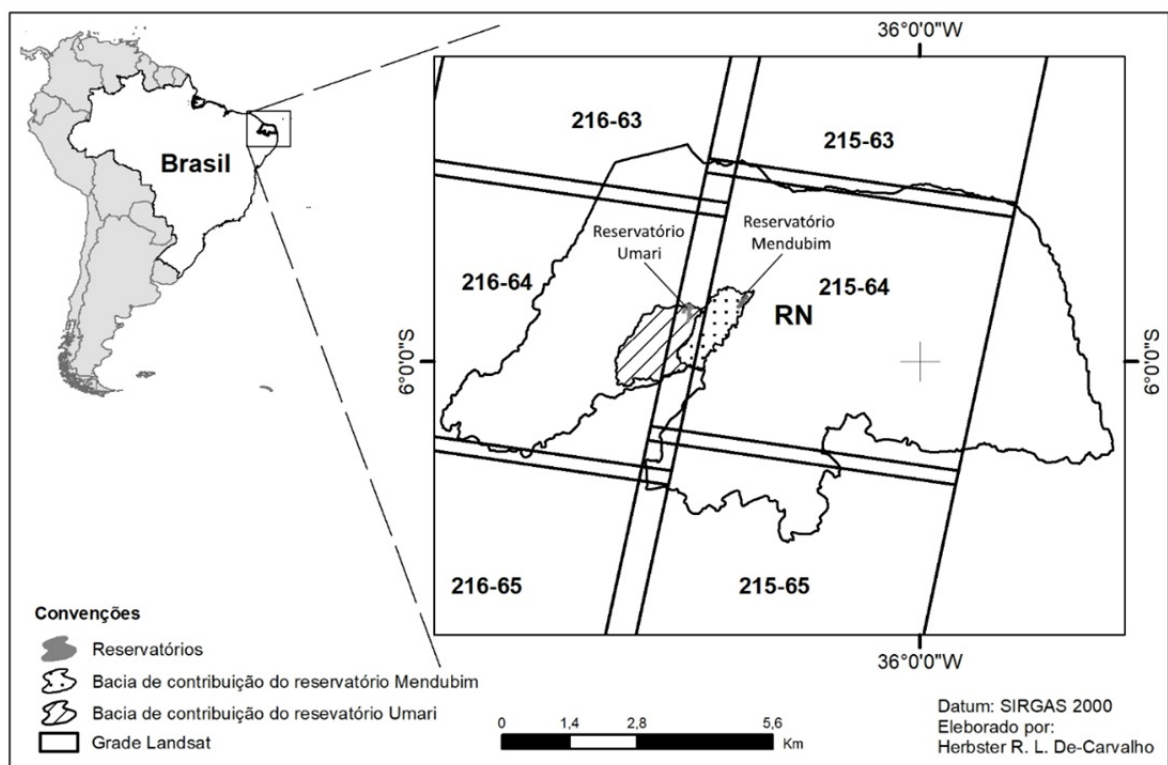 36°0'0"W
216-63
215-63
Brasil
Reservatório
Umari
Reservatório
Mendubim
216-64
215-64
RN
6°0'0"S
6°0'0"S
216-65
215-65
36°0'0"W
Convenções
Reservatórios
Bacia de contribuição do reservatório Mendubim
Bacia de contribuição do resevatório Umari
Grade Landsat
0 1,4 2,8 5,6
Km
Datum: SIRGAS 2000
Eleborado por:
Herbster R. L. De-Carvalho